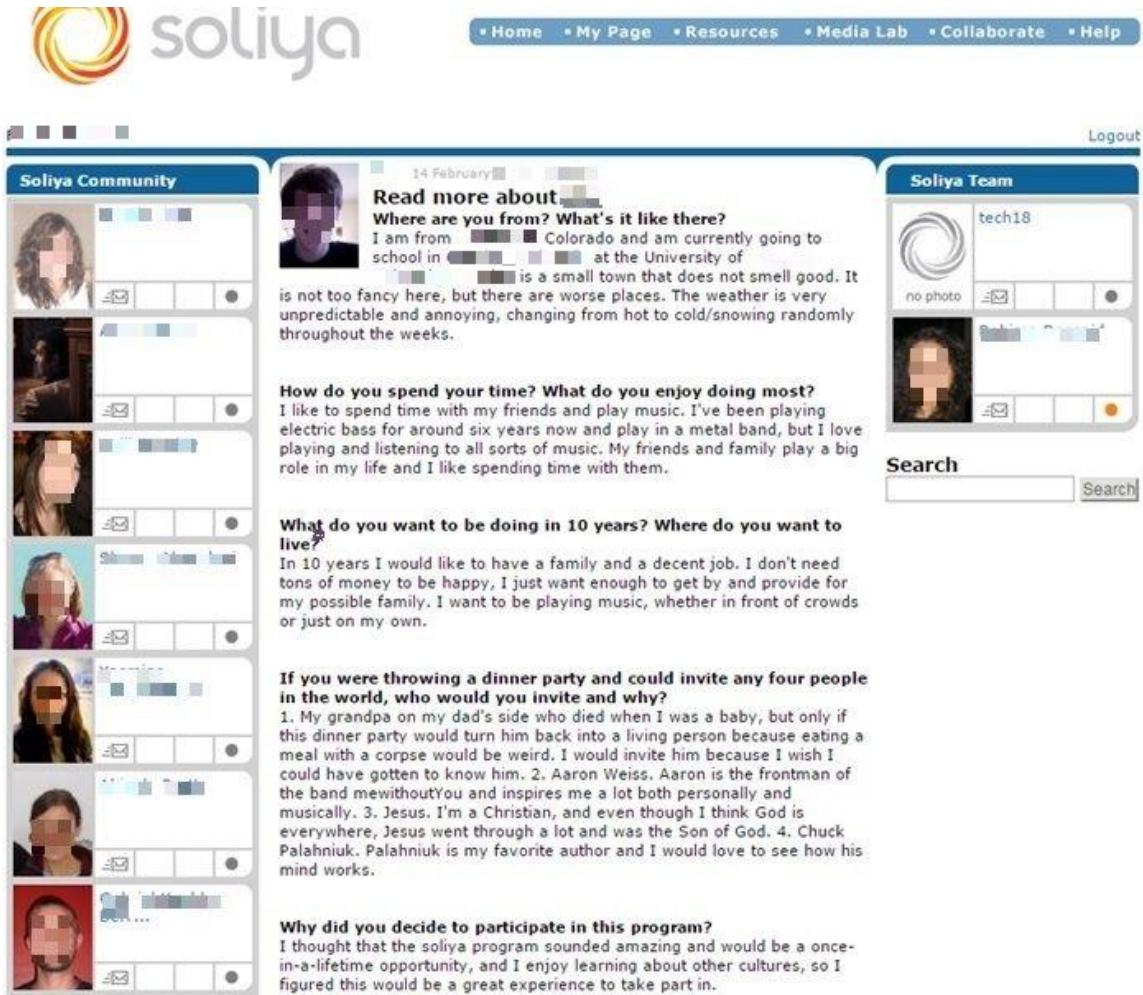 soliya
▪ Home ▪ My Page ▪ Resources ▪ Media Lab ▪ Collaborate ▪ Help
Logout
Soliya Community
14 February
Read more about
Where are you from? What's it like there?
I am from Colorado and am currently going to
school in at the University of
is a small town that does not smell good. It
is not too fancy here, but there are worse places. The weather is very
unpredictable and annoying, changing from hot to cold/snowing randomly
throughout the weeks.
How do you spend your time? What do you enjoy doing most?
I like to spend time with my friends and play music. I've been playing
electric bass for around six years now and play in a metal band, but I love
playing and listening to all sorts of music. My friends and family play a big
role in my life and I like spending time with them.
What do you want to be doing in 10 years? Where do you want to
live?
In 10 years I would like to have a family and a decent job. I don't need
tons of money to be happy, I just want enough to get by and provide for
my possible family. I want to be playing music, whether in front of crowds
or just on my own.
If you were throwing a dinner party and could invite any four people
in the world, who would you invite and why?
1. My grandpa on my dad's side who died when I was a baby, but only if
this dinner party would turn him back into a living person because eating a
meal with a corpse would be weird. I would invite him because I wish I
could have gotten to know him. 2. Aaron Weiss. Aaron is the frontman of
the band mewithoutYou and inspires me a lot both personally and
musically. 3. Jesus. I'm a Christian, and even though I think God is
everywhere, Jesus went through a lot and was the Son of God. 4. Chuck
Palahniuk. Palahniuk is my favorite author and I would love to see how his
mind works.
Why did you decide to participate in this program?
I thought that the soliya program sounded amazing and would be a once-
in-a-lifetime opportunity, and I enjoy learning about other cultures, so I
figured this would be a great experience to take part in.
Soliya Team
tech18
no photo
Search
Search